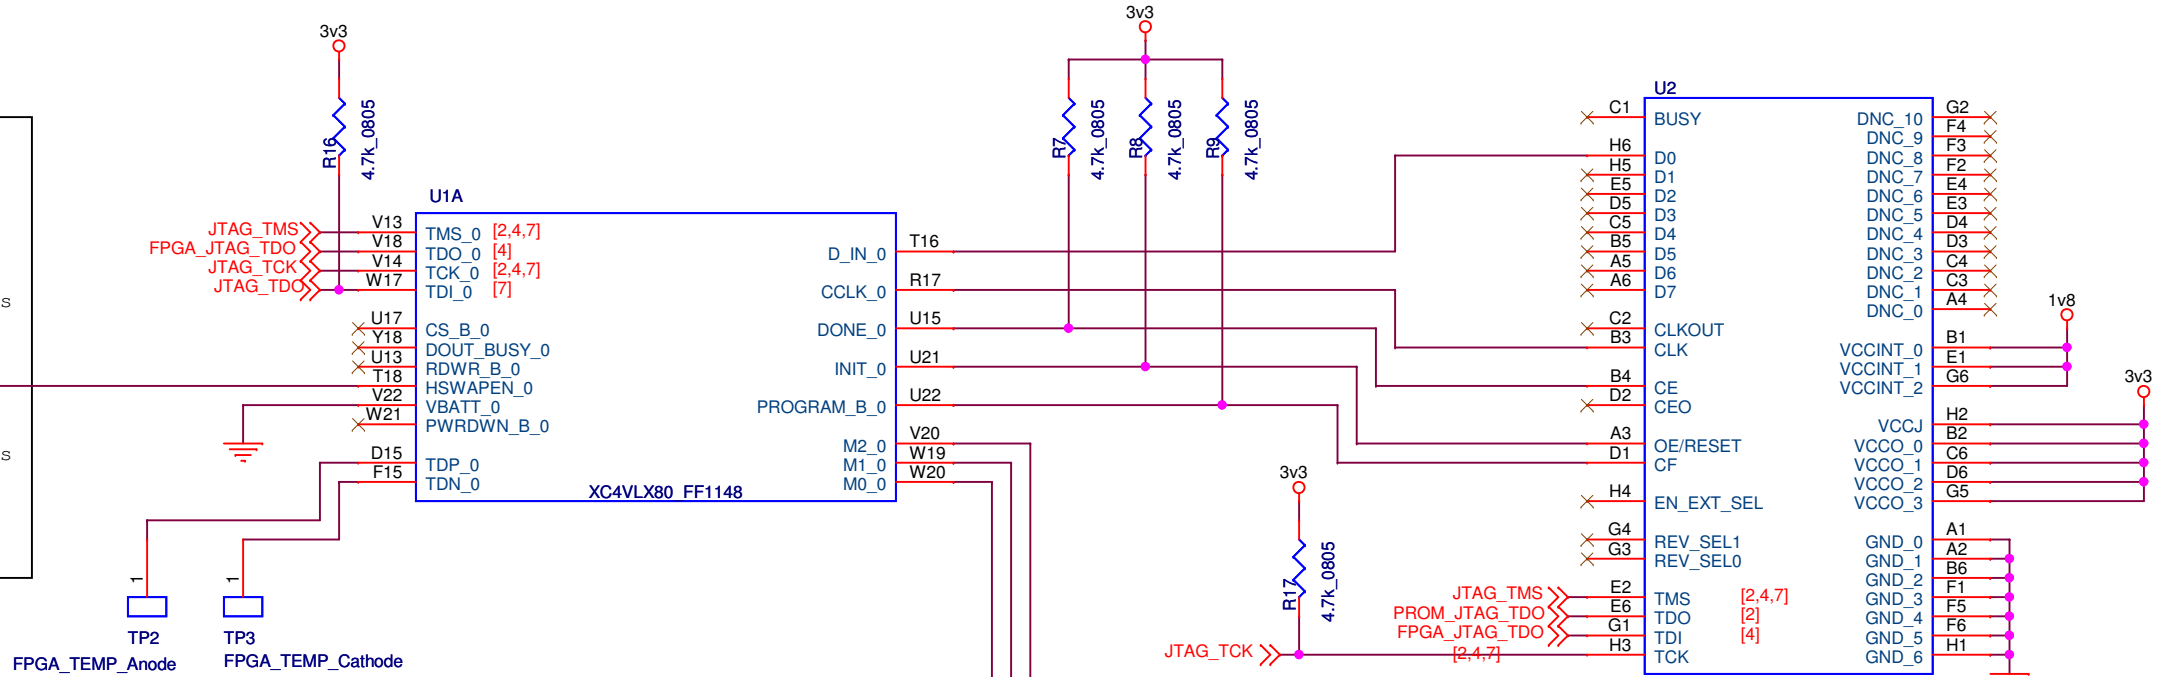 3v3
R16
4.7k_0805
U1A
JTAG_TMS
V13
TMS_0
[2,4,7]
FPGA_JTAG_TDO
V18
TDO_0
[4]
JTAG_TCK
V14
TCK_0
[2,4,7]
JTAG_TDO
W17
TDI_0
[7]
U17
CS_B_0
Y18
DOUT_BUSY_0
U13
RDWR_B_0
T18
HSWAPEN_0
V22
VBATT_0
W21
PWRDWN_B_0
D15
TDP_0
F15
TDN_0
S
S
D_IN_0
T16
CCLK_0
R17
DONE_0
U15
INIT_0
U21
PROGRAM_B_0
U22
M2_0
V20
M1_0
W19
M0_0
W20
XC4VLX80_FF1148
1
TP2
FPGA_TEMP_Anode
1
TP3
FPGA_TEMP_Cathode
3v3
R7
4.7k_0805
R8
4.7k_0805
R9
4.7k_0805
3v3
R17
4.7k_0805
U2
C1
BUSY
H6
D0
H5
D1
E5
D2
D5
D3
C5
D4
B5
D5
A5
D6
A6
D7
C2
CLKOUT
B3
CLK
B4
CE
D2
CEO
A3
OE/RESET
D1
CF
H4
EN_EXT_SEL
G4
REV_SEL1
G3
REV_SEL0
JTAG_TMS
E2
TMS
[2,4,7]
PROM_JTAG_TDO
E6
TDO
[2]
FPGA_JTAG_TDO
G1
TDI
[4]
JTAG_TCK
[2,4,7]
H3
TCK
DNC_10
G2
DNC_9
F4
DNC_8
F3
DNC_7
F2
DNC_6
E4
DNC_5
E3
DNC_4
D4
DNC_3
D3
DNC_2
C4
DNC_1
C3
DNC_0
A4
1v8
VCCINT_0
B1
VCCINT_1
E1
VCCINT_2
G6
3v3
VCCJ
H2
VCCO_0
B2
VCCO_1
C6
VCCO_2
D6
VCCO_3
G5
GND_0
A1
GND_1
A2
GND_2
B6
GND_3
F1
GND_4
F5
GND_5
F6
GND_6
H1